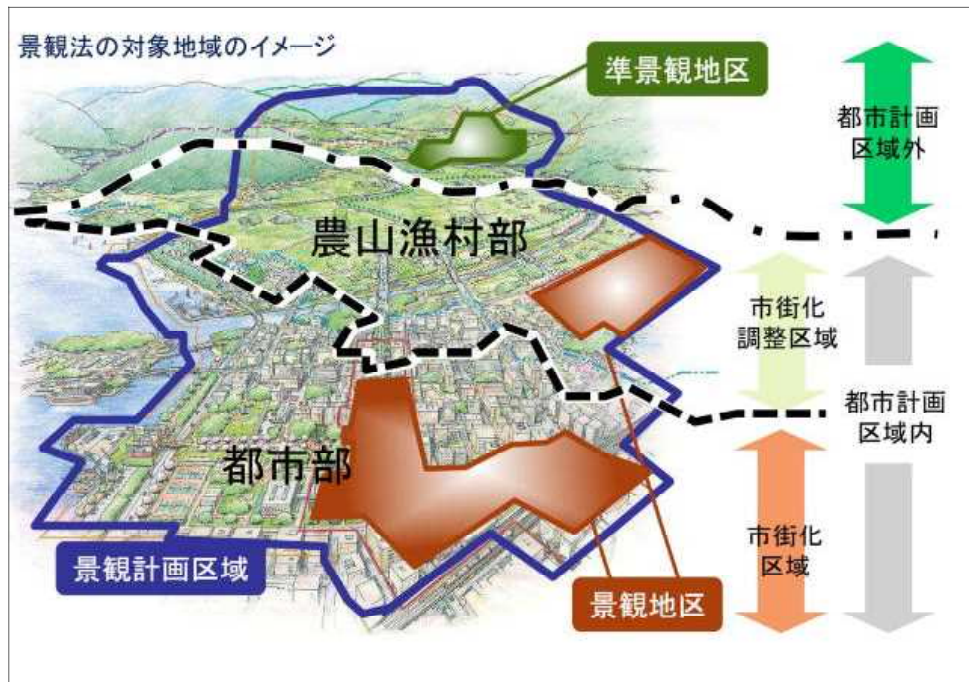 景観法の対象地域のイメージ
準景観地区
都市計画
区域外
農山漁村部
市街化
調整区域
都市計画
区域内
都市部
市街化
区域
景観計画区域
景観地区